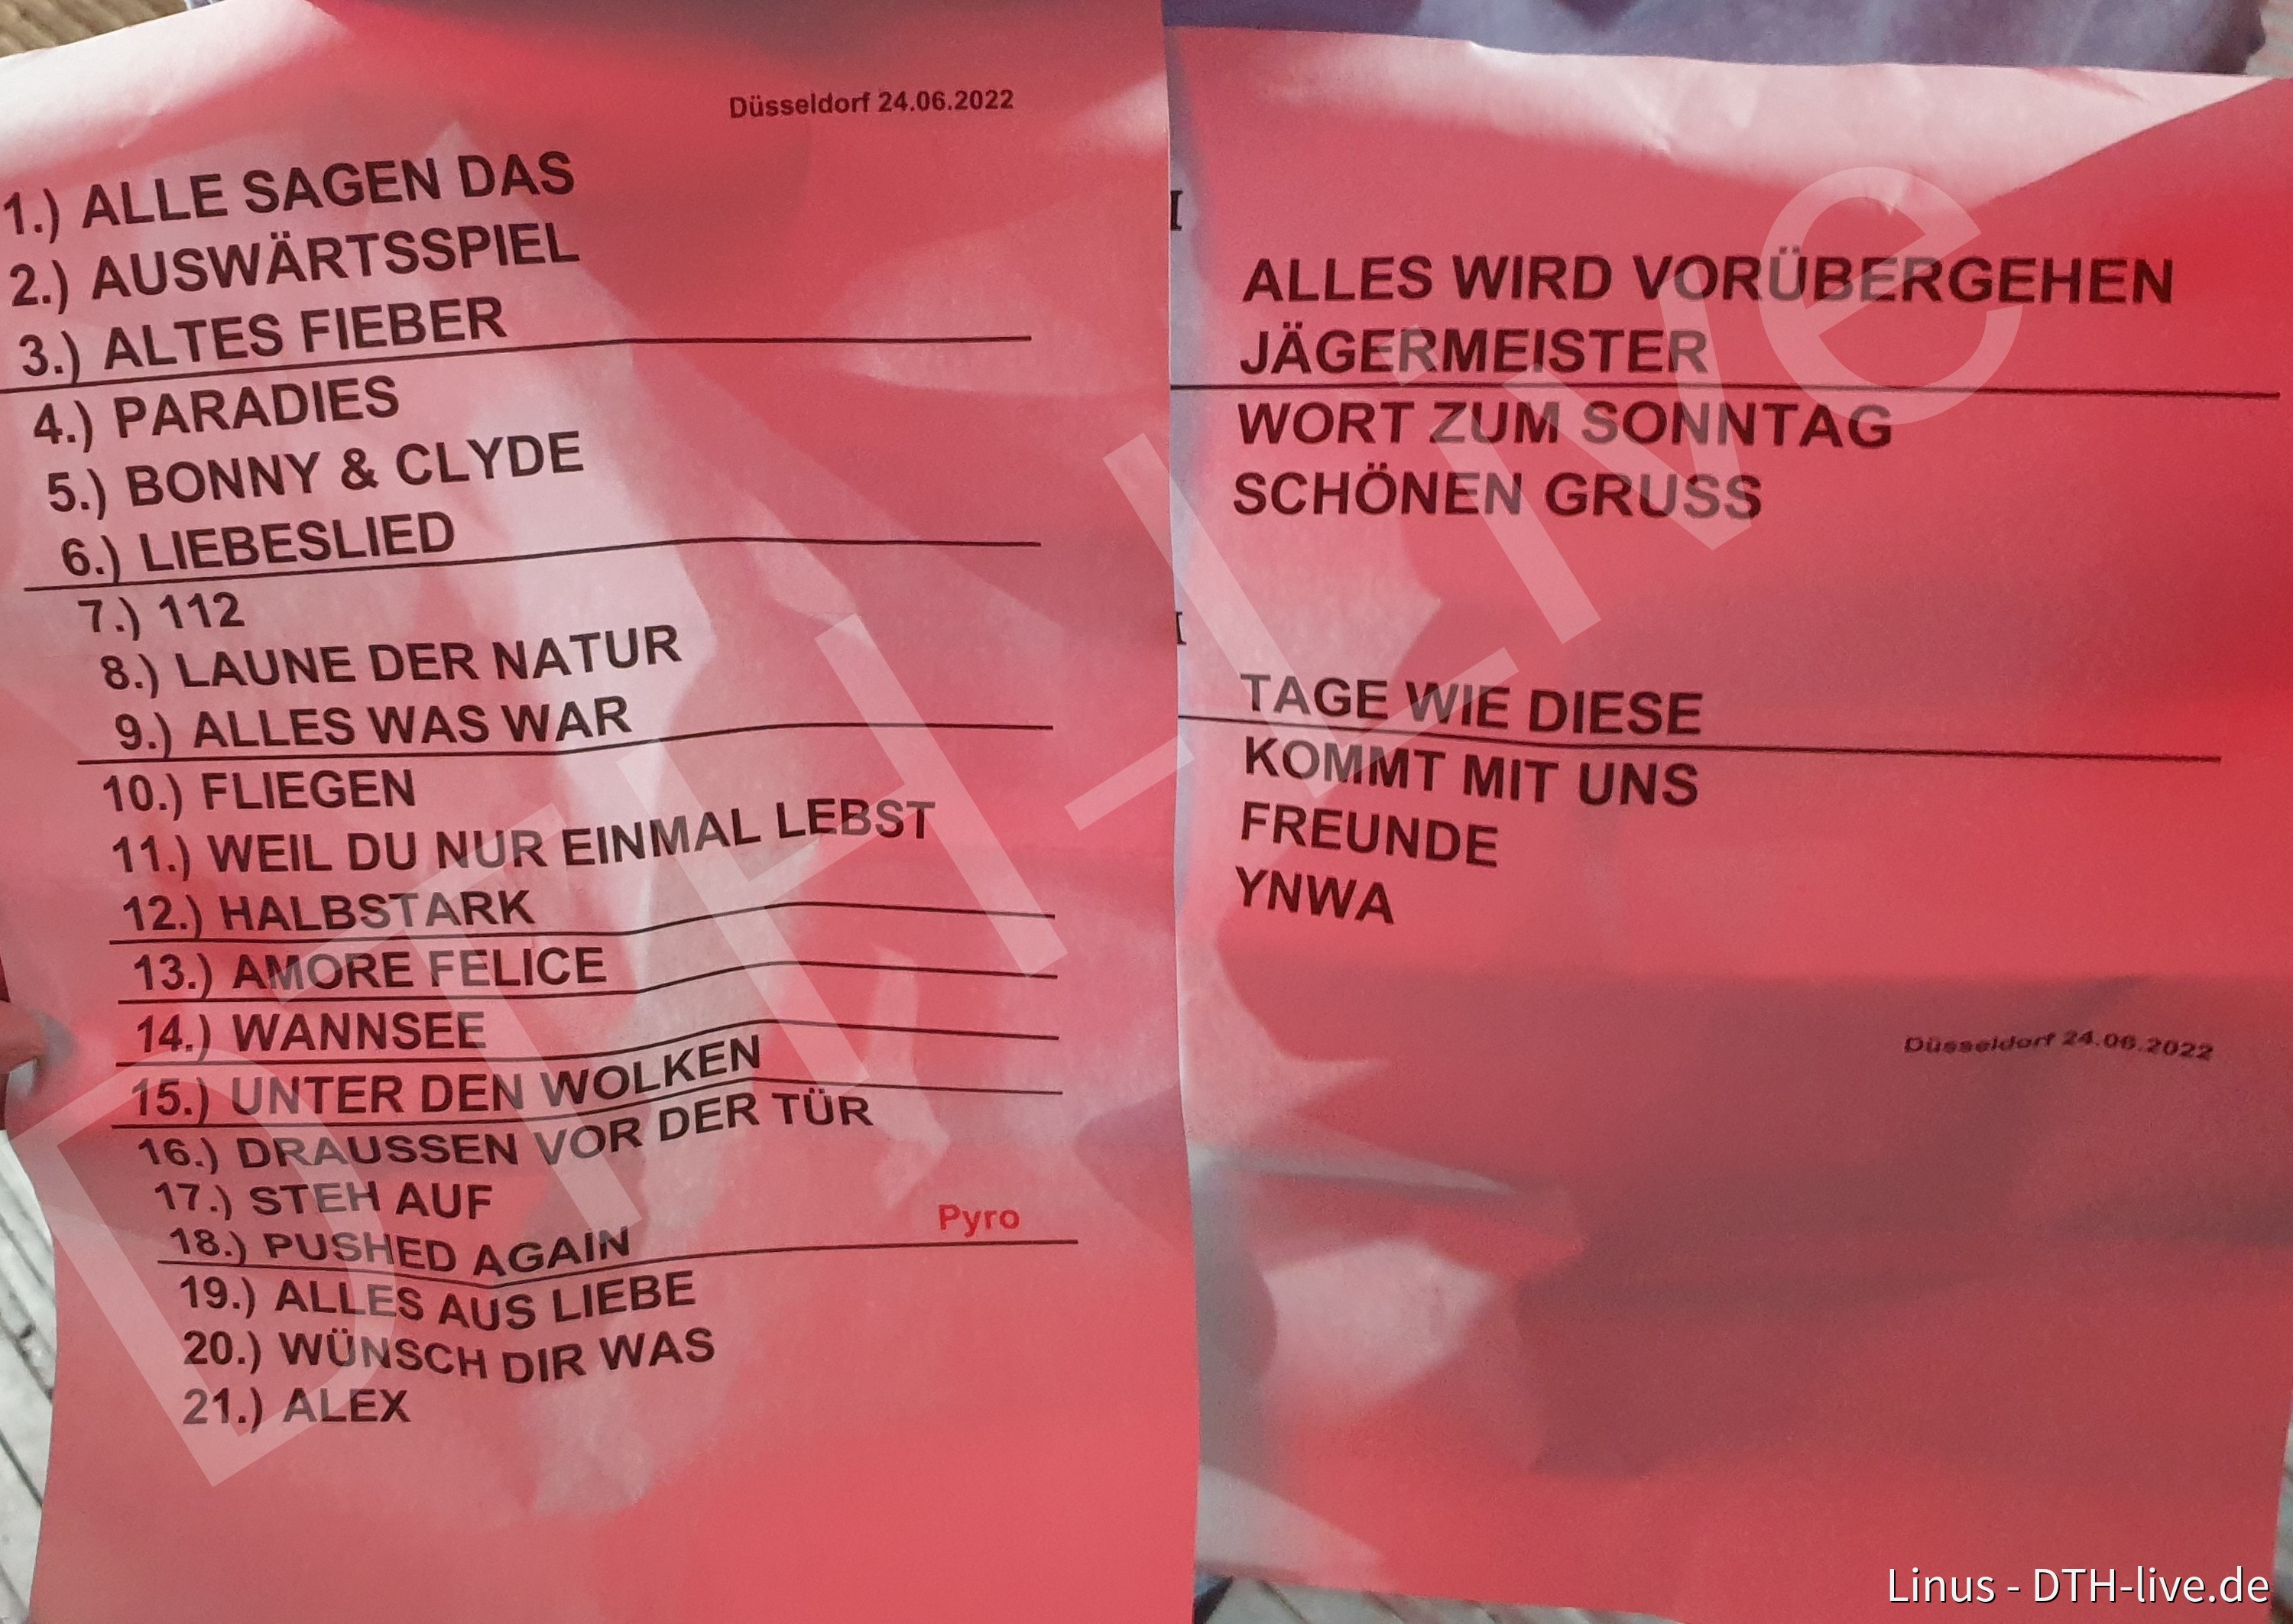 Düsseldorf 24.06.2022
1.) ALLE SAGEN DAS
2.) AUSWÄRTSSPIEL
3.) ALTES FIEBER
4.) PARADIES
5.) BONNY & CLYDE
6.) LIEBESLIED
7.) 112
8.) LAUNE DER NATUR
9.) ALLES WAS WAR
10.) FLIEGEN
11.) WEIL DU NUR EINMAL LEBST
12.) HALBSTARK
13.) AMORE FELICE
14.) WANNSEE
15.) UNTER DEN WOLKEN
16.) DRAUSSEN VOR DER TÜR
17.) STEH AUF
18.) PUSHED AGAIN Pyro
19.) ALLES AUS LIEBE
20.) WÜNSCH DIR WAS
21.) ALEX
I
ALLES WIRD VORÜBERGEHEN
JÄGERMEISTER
WORT ZUM SONNTAG
SCHÖNEN GRUSS
I
TAGE WIE DIESE
KOMMT MIT UNS
FREUNDE
YNWA
Düsseldorf 24.06.2022
DTH-Live
Linus - DTH-live.de